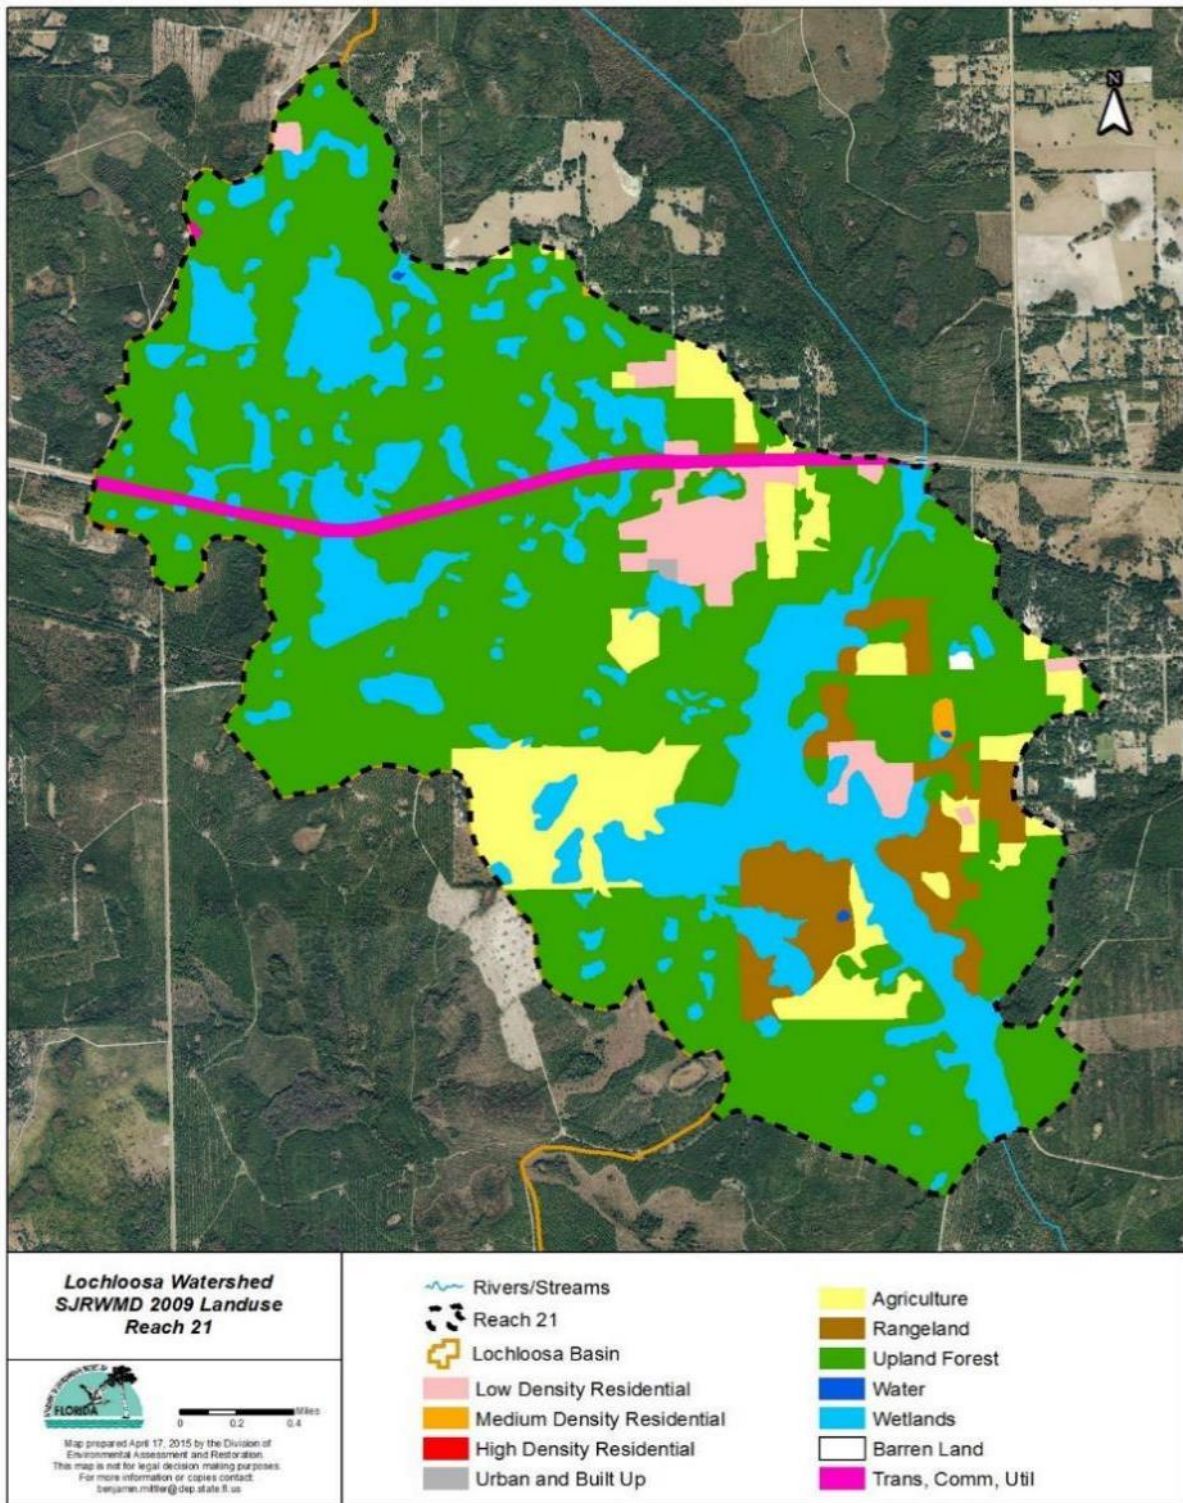 N
Lochloosa Watershed
SJRWMD 2009 Landuse
Reach 21
FLORIDA
Miles
0 0.2 0.4
Map prepared April 17, 2015 by the Division of
Environmental Assessment and Restoration.
This map is not for legal decision making purposes.
For more information or copies contact:
benjamin.mittler@dep.state.fl.us
Rivers/Streams
Reach 21
Lochloosa Basin
Low Density Residential
Medium Density Residential
High Density Residential
Urban and Built Up
Agriculture
Rangeland
Upland Forest
Water
Wetlands
Barren Land
Trans, Comm, Util